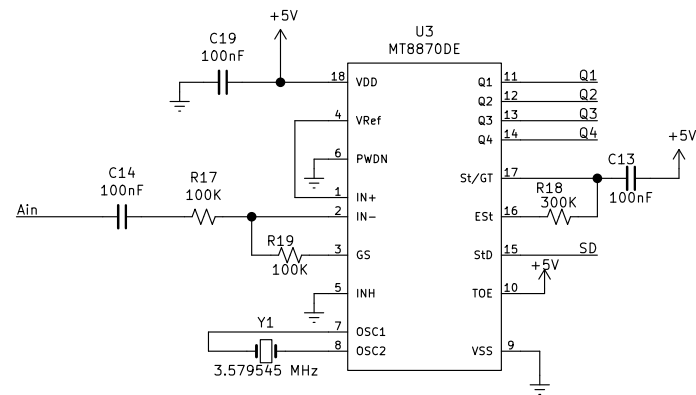 +5V
U3
MT8870DE
C19
100nF
18 VDD
Q1 11 Q1
Q2 12 Q2
4 VRef
Q3 13 Q3
Q4 14 Q4
+5V
6 PWDN
C13
100nF
St/GT 17
C14
100nF
R17
100K
R18
300K
1 IN+
Ain
2 IN-
ESt 16
R19
100K
3 GS
StD 15 SD
+5V
5 INH
TOE 10
Y1
3.579545 MHz
7 OSC1
8 OSC2
VSS 9